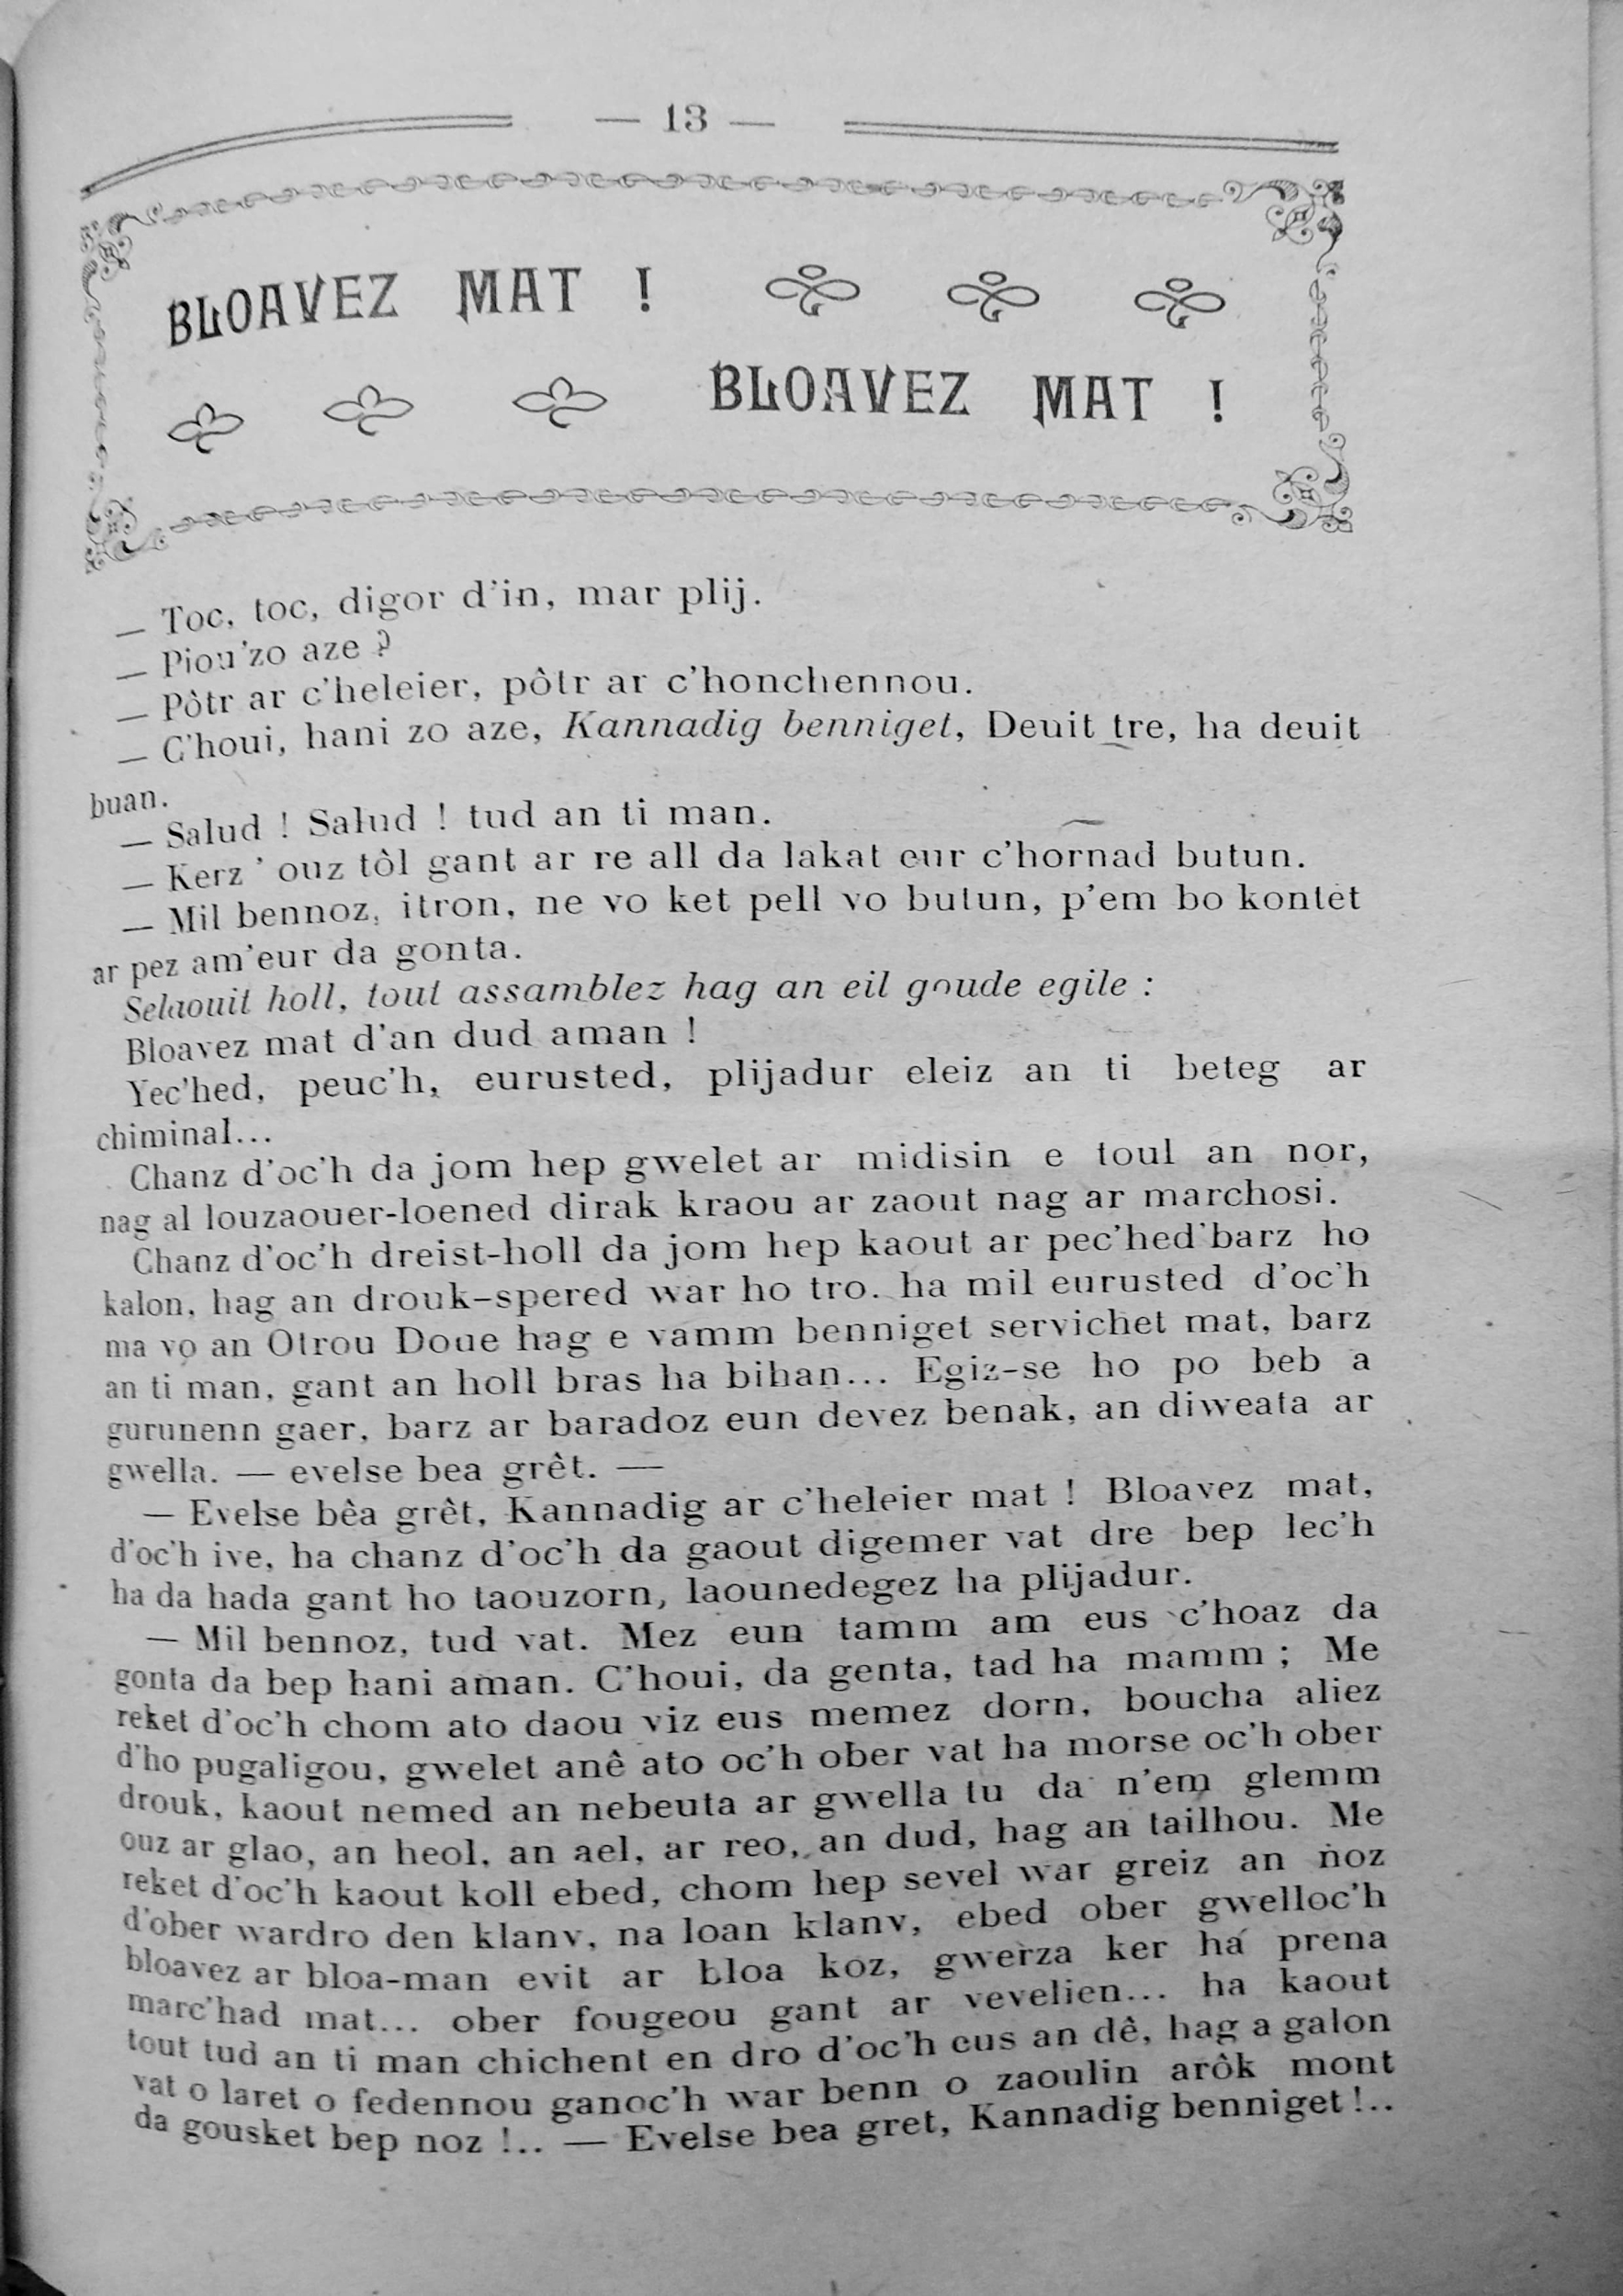 — 13 —
BLOAVEZ MAT !
BLOAVEZ MAT !
— Toc, toc, digor d'in, mar plij.
— Piou'zo aze ?
— Pôtr ar c'heleier, pôtr ar c'honchennou.
— C'houi, hani zo aze, Kannadig benniget, Deuit tre, ha deuit
buan.
— Salud ! Salud ! tud an ti man.
— Kerz ' ouz tôl gant ar re all da lakat eur c'hornad butun.
— Mil bennoz, itron, ne vo ket pell vo butun, p'em bo kontet
ar pez am'eur da gonta.
Selaouit holl, tout assamblez hag an eil goude egile :
Bloavez mat d'an dud aman !
Yec'hed, peuc'h, eurusted, plijadur eleiz an ti beteg ar
chiminal...
Chanz d'oc'h da jom hep gwelet ar midisin e toul an nor,
nag al louzaouer-loened dirak kraou ar zaout nag ar marchosi.
Chanz d'oc'h dreist-holl da jom hep kaout ar pec'hed'barz ho
kalon, hag an drouk-spered war ho tro. ha mil eurusted d'oc'h
ma vo an Otrou Doue hag e vamm benniget servichet mat, barz
an ti man, gant an holl bras ha bihan... Egiz-se ho po beb a
gurunenn gaer, barz ar baradoz eun devez benak, an diweata ar
gwella. — evelse bea grêt. —
— Evelse bêa grêt, Kannadig ar c'heleier mat ! Bloavez mat,
d'oc'h ive, ha chanz d'oc'h da gaout digemer vat dre bep lec'h
ha da hada gant ho taouzorn, laounedegez ha plijadur.
— Mil bennoz, tud vat. Mez eun tamm am eus c'hoaz da
gonta da bep hani aman. C'houi, da genta, tad ha mamm ; Me
reket d'oc'h chom ato daou viz eus memez dorn, boucha aliez
d'ho pugaligou, gwelet anê ato oc'h ober vat ha morse oc'h ober
drouk, kaout nemed an nebeuta ar gwella tu da n'em glemm
ouz ar glao, an heol, an ael, ar reo, an dud, hag an tailhou. Me
reket d'oc'h kaout koll ebed, chom hep sevel war greiz an noz
d'ober wardro den klanv, na loan klanv, ebed ober gwelloc'h
bloavez ar bloa-man evit ar bloa koz, gwerza ker ha prena
marc'had mat... ober fougeou gant ar vevelien... ha kaout
tout tud an ti man chichent en dro d'oc'h eus an dê, hag a galon
vat o laret o fedennou ganoc'h war benn o zaoulin arôk mont
da gousket bep noz !.. — Evelse bea gret, Kannadig benniget !..